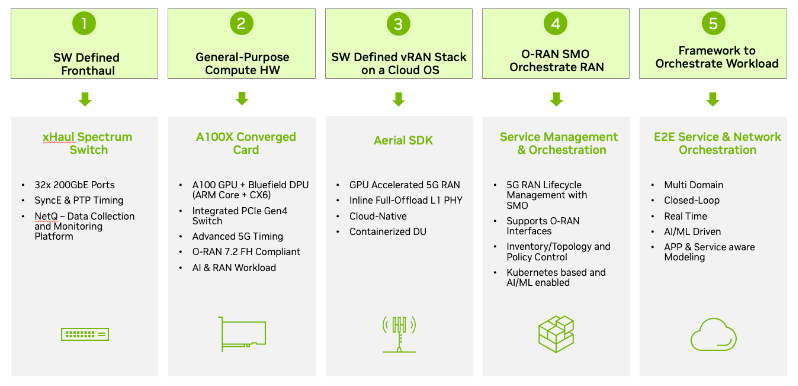 1
SW Defined
Fronthaul
xHaul Spectrum
Switch
• 32x 200GbE Ports
• SyncE & PTP Timing
• NetQ – Data Collection
and Monitoring
Platform
2
General-Purpose
Compute HW
A100X Converged
Card
• A100 GPU + Bluefield DPU
(ARM Core + CX6)
• Integrated PCIe Gen4
Switch
• Advanced 5G Timing
• O-RAN 7.2 FH Compliant
• AI & RAN Workload
3
SW Defined vRAN Stack
on a Cloud OS
Aerial SDK
• GPU Accelerated 5G RAN
• Inline Full-Offload L1 PHY
• Cloud-Native
• Containerized DU
4
O-RAN SMO
Orchestrate RAN
Service Management
& Orchestration
• 5G RAN Lifecycle
Management with
SMO
• Supports O-RAN
Interfaces
• Inventory/Topology and
Policy Control
• Kubernetes based and
AI/ML enabled
5
Framework to
Orchestrate Workload
E2E Service & Network
Orchestration
• Multi Domain
• Closed-Loop
• Real Time
• AI/ML Driven
• APP & Service aware
Modeling